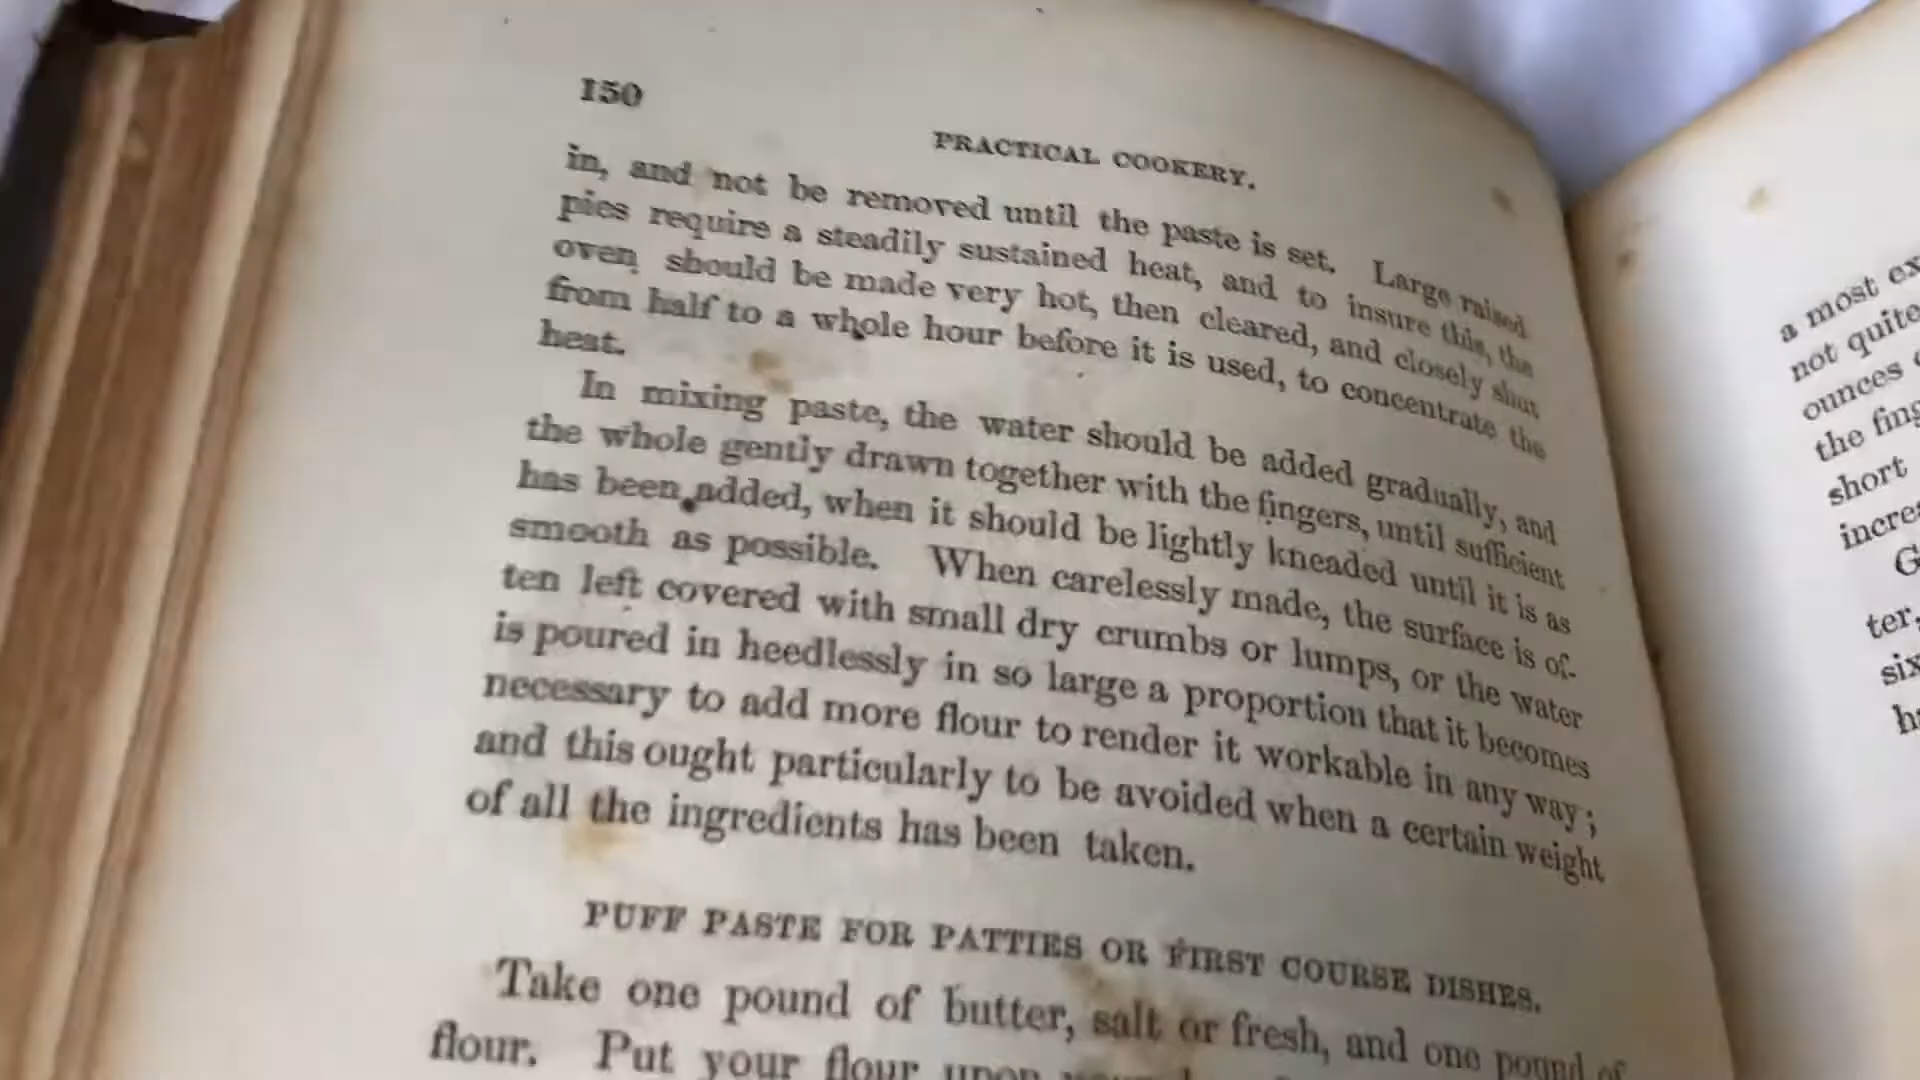 150
PRACTICAL COOKERY.
in, and not be removed until the paste is set. Large raised
pies require a steadily sustained heat, and to insure this, the
oven should be made very hot, then cleared, and closely shut
from half to a whole hour before it is used, to concentrate the
heat.
In mixing paste, the water should be added gradually, and
the whole gently drawn together with the fingers, until sufficient
has been added, when it should be lightly kneaded until it is as
smooth as possible. When carelessly made, the surface is of-
ten left covered with small dry crumbs or lumps, or the water
is poured in heedlessly in so large a proportion that it becomes
necessary to add more flour to render it workable in any way;
and this ought particularly to be avoided when a certain weight
of all the ingredients has been taken.
PUFF PASTE FOR PATTIES OR FIRST COURSE DISHES.
Take one pound of butter, salt or fresh, and one pound of
flour. Put your flour upon
a most
not quite
ounces
the
short
ter,
six